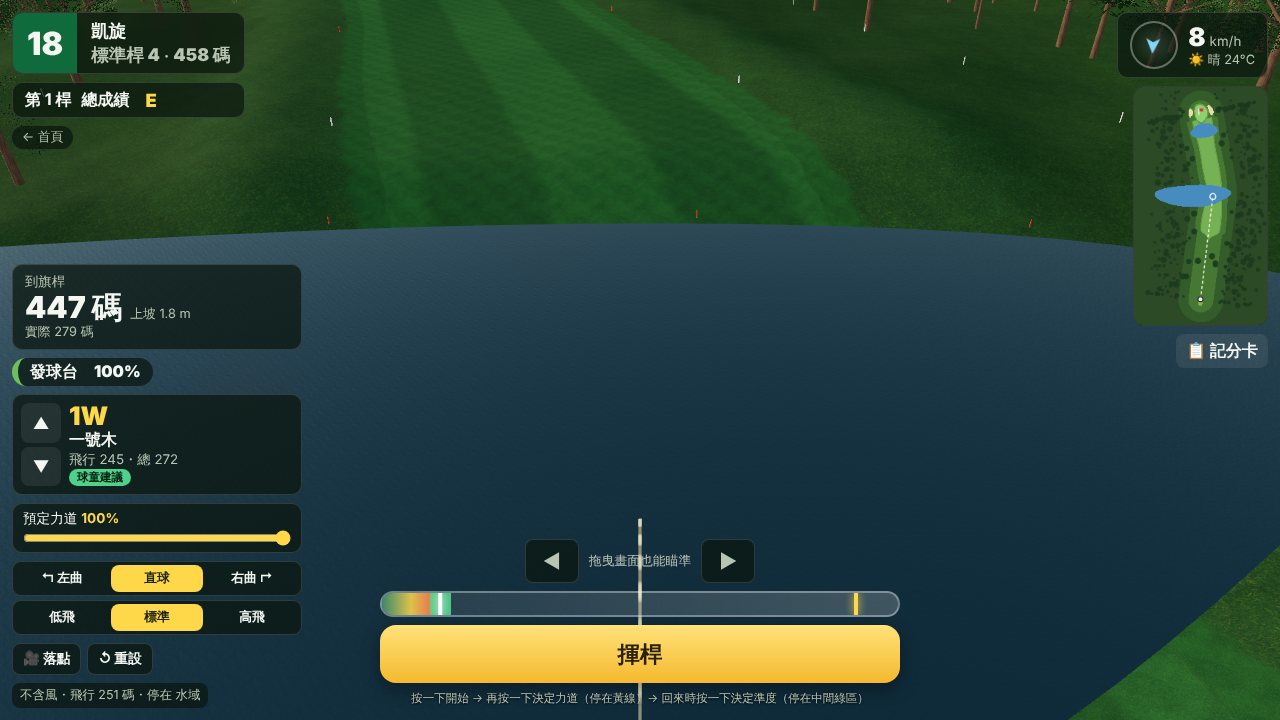 18
凱旋
標準桿 4 · 458 碼
第 1 桿 總成績 E
← 首頁
8 km/h
☀️ 晴 24°C
📋 記分卡
到旗桿
447 碼 上坡 1.8 m
實際 279 碼
發球台 100%
▲
▼
1W
一號木
飛行 245 · 總 272
球童建議
預定力道 100%
↰ 左曲 直球 右曲 ↱
低飛 標準 高飛
🎥 落點 ↺ 重設
不含風 · 飛行 251 碼 · 停在 水域
◀ 拖曳畫面也能瞄準 ▶
揮桿
按一下開始 → 再按一下決定力道（停在黃線）→ 回來時按一下決定準度（停在中間綠區）